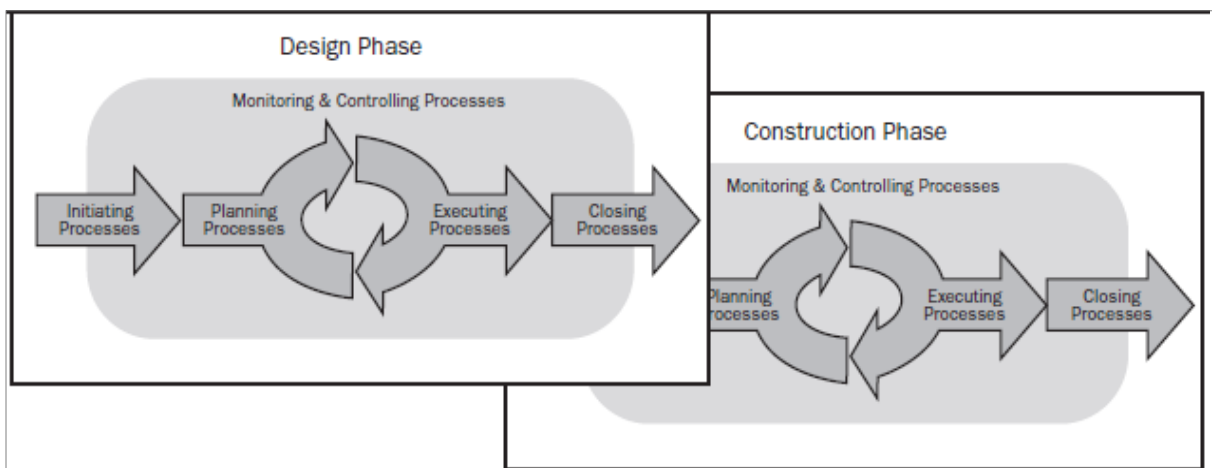 Design Phase
Monitoring & Controlling Processes
Initiating
Processes
Planning
Processes
Executing
Processes
Closing
Processes
Construction Phase
Monitoring & Controlling Processes
Planning
Processes
Executing
Processes
Closing
Processes